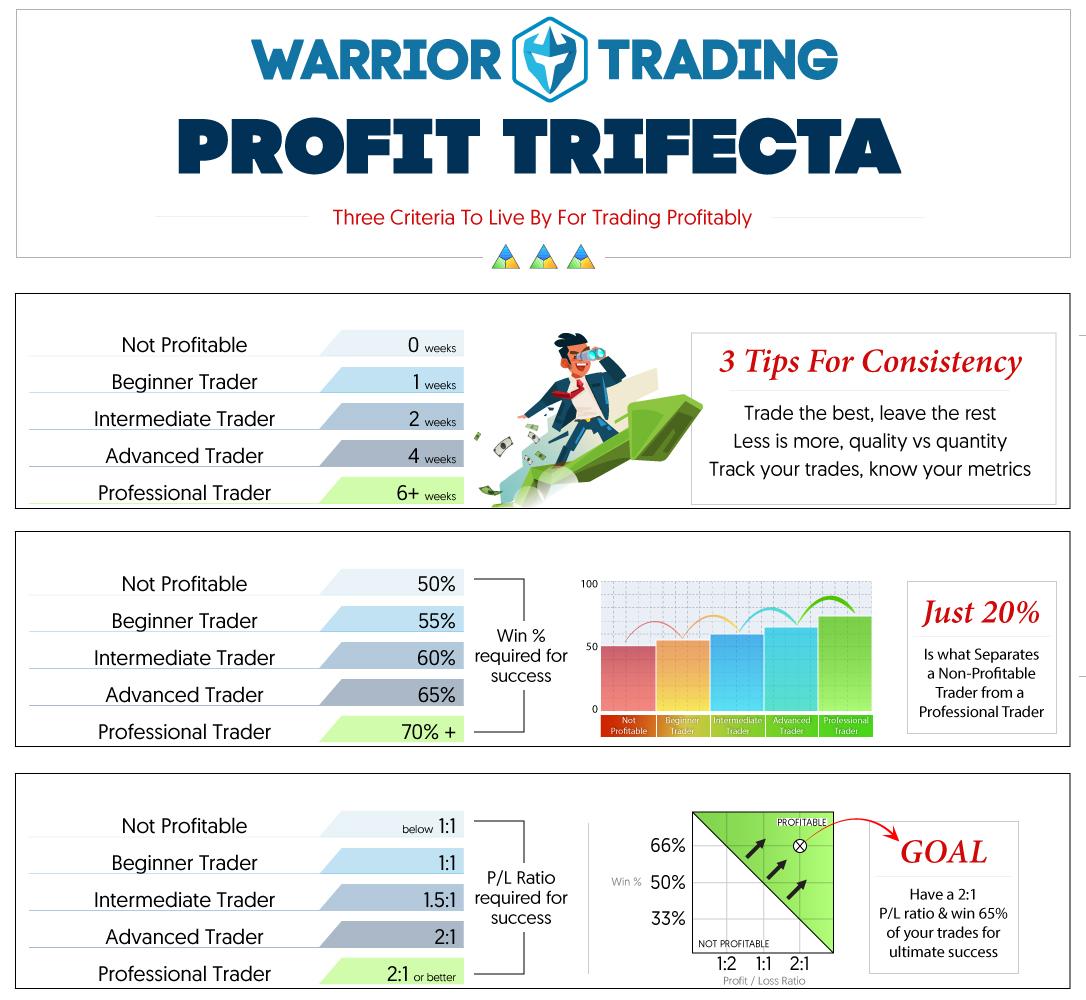 WARRIOR TRADING
PROFIT TRIFECTA
Three Criteria To Live By For Trading Profitably
Not Profitable 0 weeks
Beginner Trader 1 weeks
Intermediate Trader 2 weeks
Advanced Trader 4 weeks
Professional Trader 6+ weeks
3 Tips For Consistency
Trade the best, leave the rest
Less is more, quality vs quantity
Track your trades, know your metrics
Not Profitable 50%
Beginner Trader 55%
Intermediate Trader 60%
Advanced Trader 65%
Professional Trader 70% +
Win %
required for
success
100
50
0
Not Profitable
Beginner Trader
Intermediate Trader
Advanced Trader
Professional Trader
Just 20%
Is what Separates
a Non-Profitable
Trader from a
Professional Trader
Not Profitable below 1:1
Beginner Trader 1:1
Intermediate Trader 1.5:1
Advanced Trader 2:1
Professional Trader 2:1 or better
P/L Ratio
required for
success
PROFITABLE
66%
Win % 50%
33%
NOT PROFITABLE
1:2 1:1 2:1
Profit / Loss Ratio
GOAL
Have a 2:1
P/L ratio & win 65%
of your trades for
ultimate success